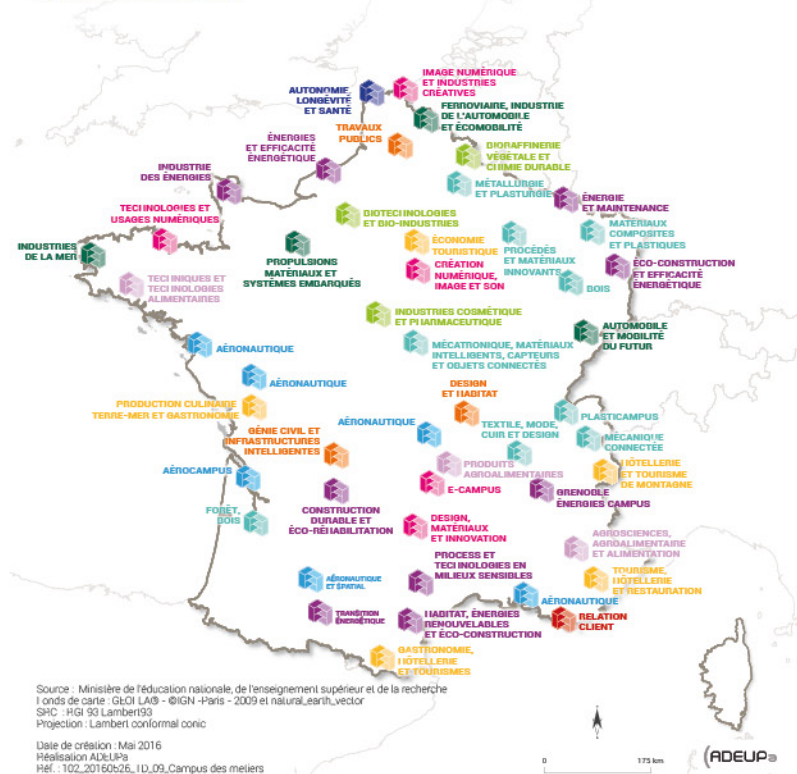 IMAGE NUMÉRIQUE
ET INDUSTRIES
CRÉATIVES
AUTONOMIE,
LONGÉVITÉ
ET SANTÉ
FERROVIAIRE, INDUSTRIE
DE L'AUTOMOBILE
ET ÉCOMOBILITÉ
TRAVAUX
PUBLICS
ÉNERGIES
ET EFFICACITÉ
ÉNERGÉTIQUE
BIORAFFINERIE
VÉGÉTALE ET
CHIMIE DURABLE
INDUSTRIE
DES ÉNERGIES
MÉTALLURGIE
ET PLASTURGIE
ÉNERGIE
ET MAINTENANCE
TECHNOLOGIES ET
USAGES NUMÉRIQUES
BIOTECHNOLOGIES
ET BIO-INDUSTRIES
MATÉRIAUX
COMPOSITES
ET PLASTIQUES
INDUSTRIES
DE LA MER
PROPULSIONS
MATÉRIAUX ET
SYSTÈMES EMBARQUÉS
ÉCONOMIE
TOURISTIQUE
PROCÉDÉS
ET MATÉRIAUX
INNOVANTS
CRÉATION
NUMÉRIQUE,
IMAGE ET SON
ÉCO-CONSTRUCTION
ET EFFICACITÉ
ÉNERGÉTIQUE
TECHNIQUES ET
TECHNOLOGIES
ALIMENTAIRES
BOIS
INDUSTRIES COSMÉTIQUE
ET PHARMACEUTIQUE
AUTOMOBILE
ET MOBILITÉ
DU FUTUR
AÉRONAUTIQUE
MÉCATRONIQUE, MATÉRIAUX
INTELLIGENTS, CAPTEURS
ET OBJETS CONNECTÉS
AÉRONAUTIQUE
DESIGN
ET HABITAT
PRODUCTION CULINAIRE
TERRE-MER ET GASTRONOMIE
PLASTICAMPUS
AÉRONAUTIQUE
TEXTILE, MODE,
CUIR ET DESIGN
GÉNIE CIVIL ET
INFRASTRUCTURES
INTELLIGENTES
MÉCANIQUE
CONNECTÉE
PRODUITS
AGROALIMENTAIRES
AÉROCAMPUS
HÔTELLERIE
ET TOURISME
DE MONTAGNE
E-CAMPUS
GRENOBLE
ÉNERGIES CAMPUS
FORÊT,
BOIS
CONSTRUCTION
DURABLE ET
ÉCO-RÉHABILITATION
DESIGN,
MATÉRIAUX
ET INNOVATION
AGROSCIENCES,
AGROALIMENTAIRE
ET ALIMENTATION
PROCESS ET
TECHNOLOGIES EN
MILIEUX SENSIBLES
AÉRONAUTIQUE
ET SPATIAL
TOURISME,
HÔTELLERIE
ET RESTAURATION
AÉRONAUTIQUE
TRANSITION
ÉNERGÉTIQUE
HABITAT, ÉNERGIES
RENOUVELABLES
ET ÉCO-CONSTRUCTION
RELATION
CLIENT
GASTRONOMIE,
HÔTELLERIE
ET TOURISMES
Source : Ministère de l'éducation nationale, de l'enseignement supérieur et de la recherche
Fonds de carte : GEOFLA® - ©IGN -Paris - 2009 et natural_earth_vector
SRC : RGF93 Lambert93
Projection : Lambert conformal conic
Date de création : Mai 2016
Réalisation ADEUPa
Réf. : 102_20160526_TD_09_Campus des metiers
0 175 km
ADEUPa